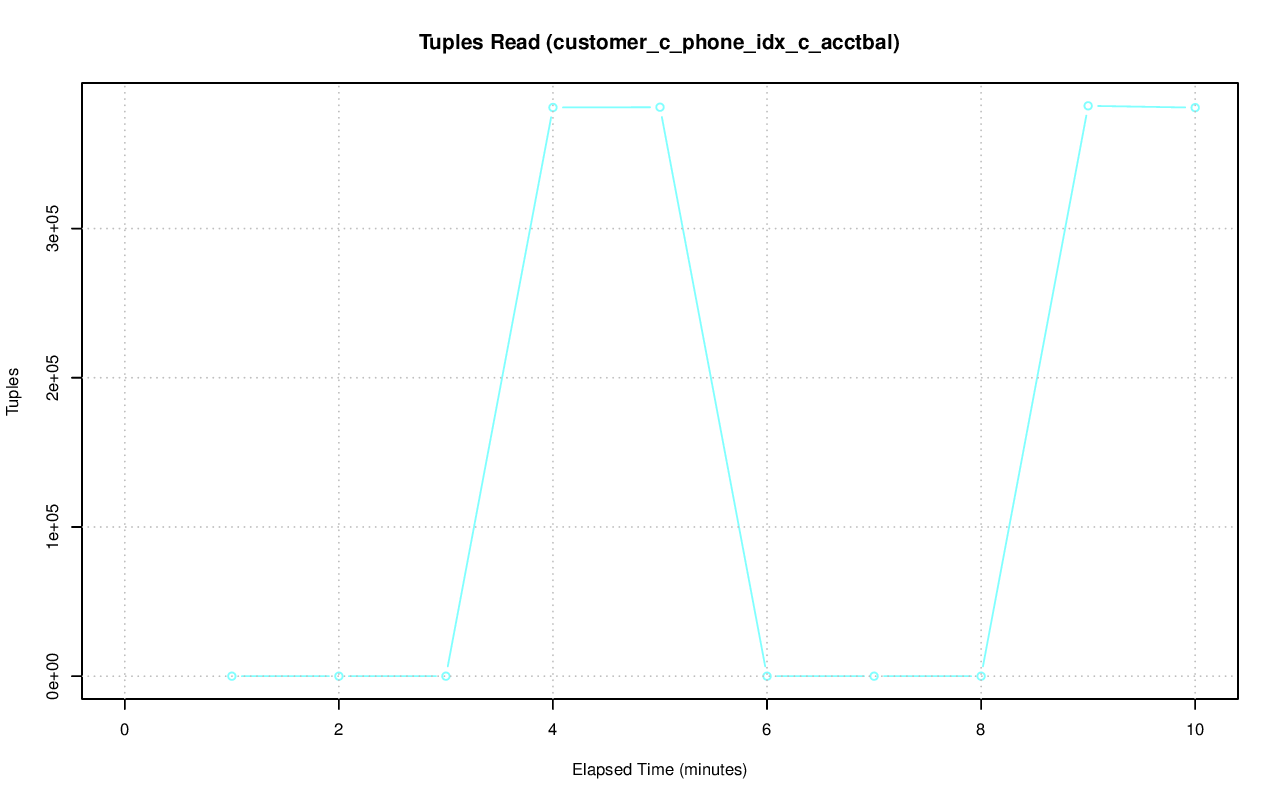 Tuples Read (customer_c_phone_idx_c_acctbal)
3e+05
2e+05
1e+05
0e+00
Tuples
0 2 4 6 8 10
Elapsed Time (minutes)